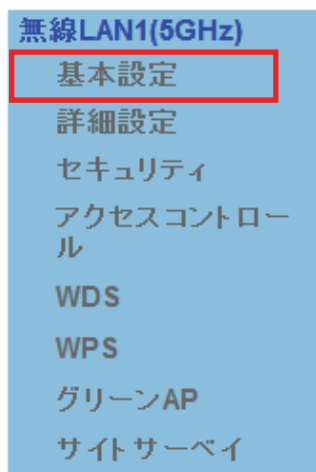 無線LAN1(5GHz)
基本設定
詳細設定
セキュリティ
アクセスコントロー
ル
WDS
WPS
グリーンAP
サイトサーベイ